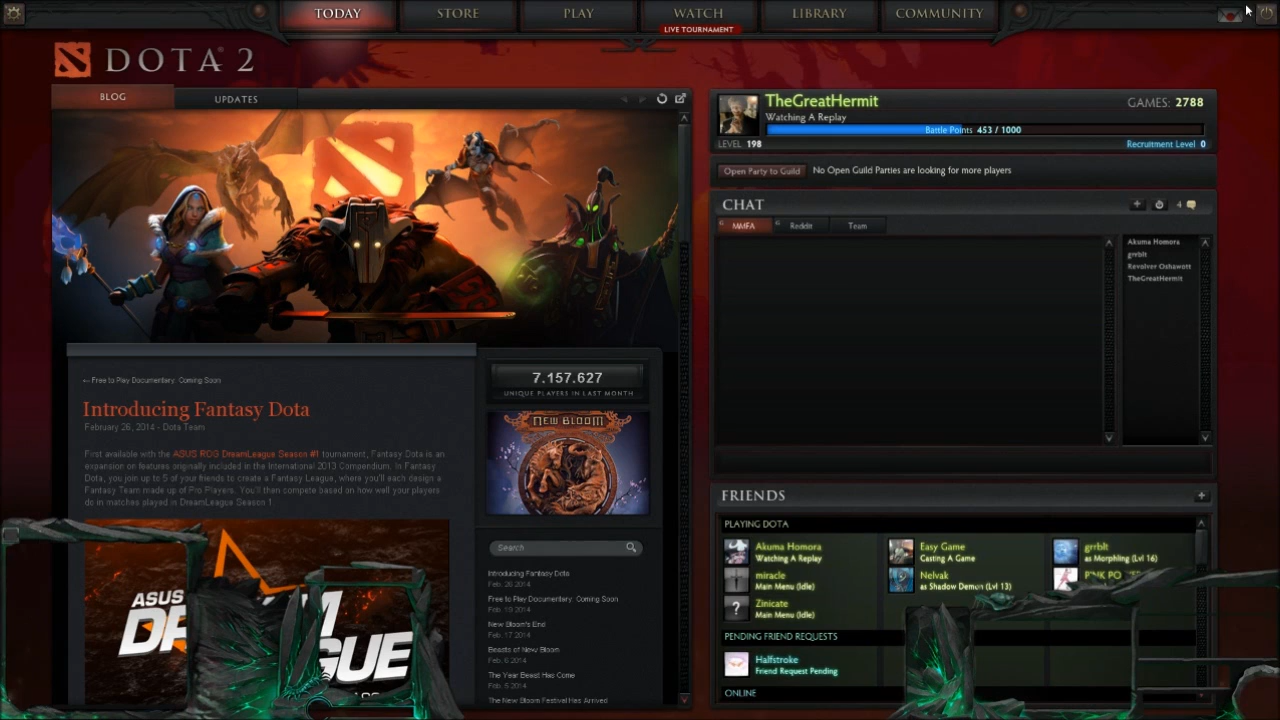 TODAY
STORE
PLAY
WATCH
LIBRARY
COMMUNITY
LIVE TOURNAMENT
DOTA 2
BLOG
UPDATES
← Free to Play Documentary: Coming Soon
Introducing Fantasy Dota
February 26, 2014 - Dota Team
First available with the ASUS ROG DreamLeague Season #1 tournament, Fantasy Dota is an
expansion on features originally included in the International 2013 Compendium. In Fantasy
Dota, you join up to 5 of your friends to create a Fantasy League, where you'll each design a
Fantasy Team made up of Pro Players. You'll then compete based on how well your players
do in matches played in DreamLeague Season 1.
ASUS
7.157.627
UNIQUE PLAYERS IN LAST MONTH
NEW BLOOM
Search
Introducing Fantasy Dota
Feb. 26 2014
Free to Play Documentary: Coming Soon
Feb. 19 2014
New Bloom's End
Feb. 17 2014
Beasts of New Bloom
Feb. 6 2014
The Year Beast Has Come
Feb. 5 2014
The New Bloom Festival Has Arrived
TheGreatHermit
GAMES: 2788
Watching A Replay
Battle Points 453 / 1000
LEVEL 198
Recruitment Level 0
Open Party to Guild
No Open Guild Parties are looking for more players
CHAT
4
G MMFA
G Reddit
Team
Akuma Homora
grrblt
Revolver Oshawott
TheGreatHermit
FRIENDS
PLAYING DOTA
Akuma Homora
Watching A Replay
Easy Game
Casting A Game
grrblt
as Morphling (Lvl 16)
miracle
Main Menu (Idle)
Nelvak
as Shadow Demon (Lvl 13)
Zinicate
Main Menu (Idle)
PENDING FRIEND REQUESTS
Halfstroke
Friend Request Pending
ONLINE